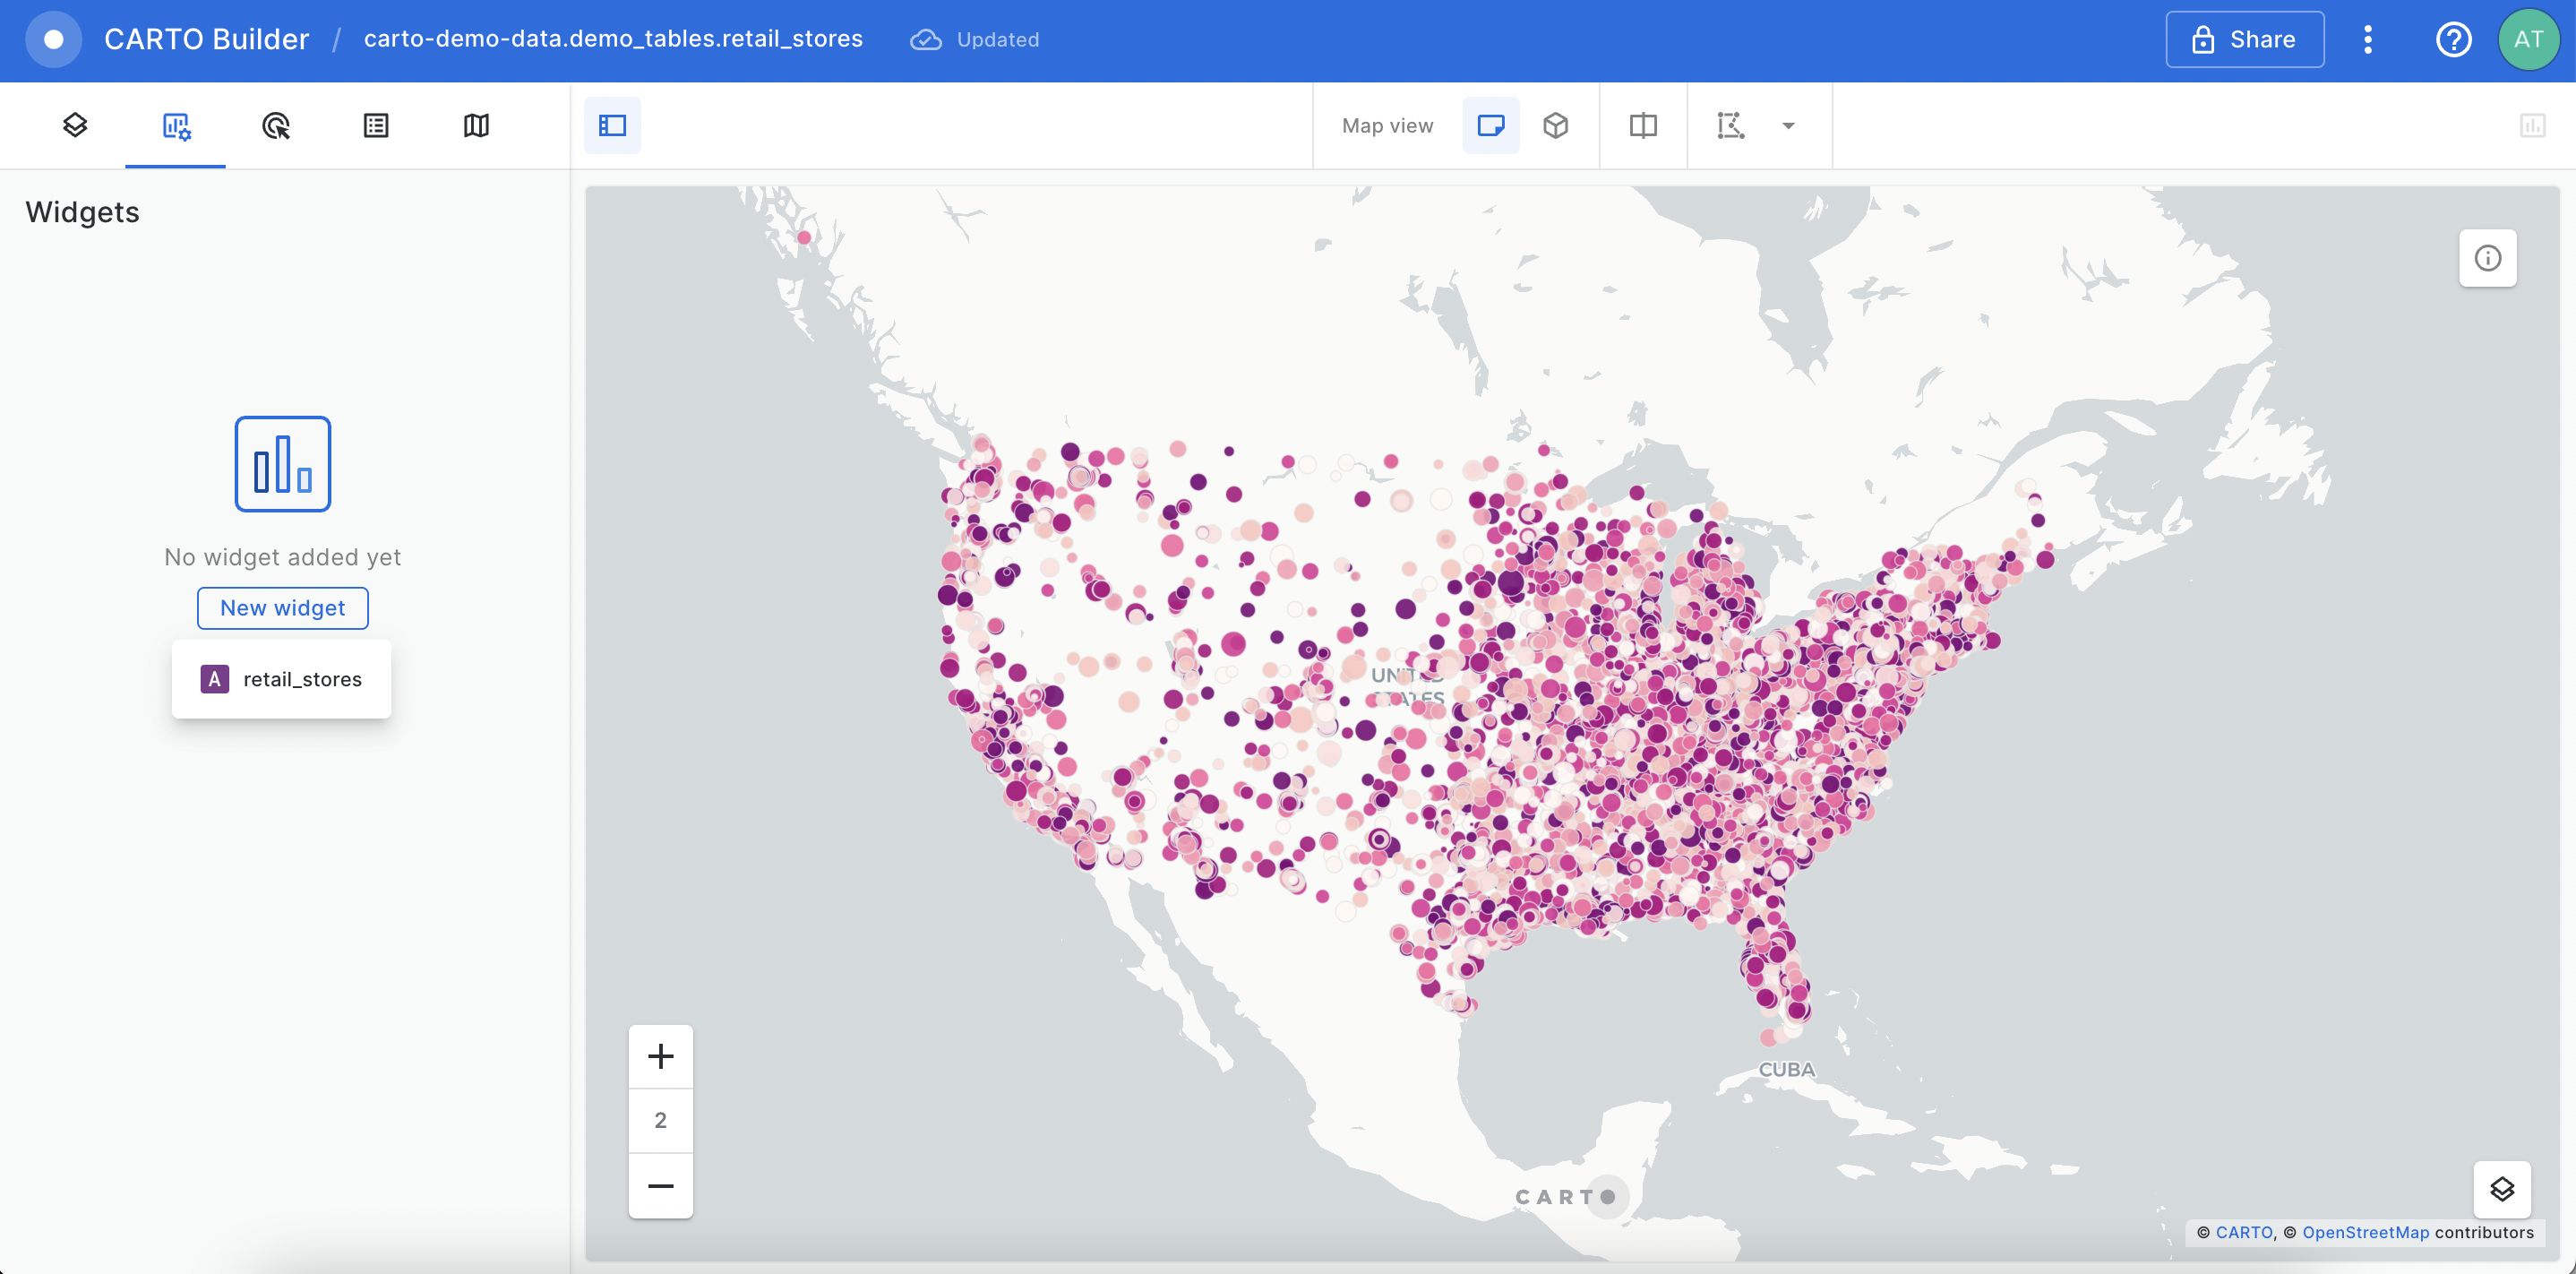 CARTO Builder / carto-demo-data.demo_tables.retail_stores Updated
Share
AT
Map view
Widgets
No widget added yet
New widget
A retail_stores
UNITED
STATES
CUBA
2
CARTO
© CARTO, © OpenStreetMap contributors